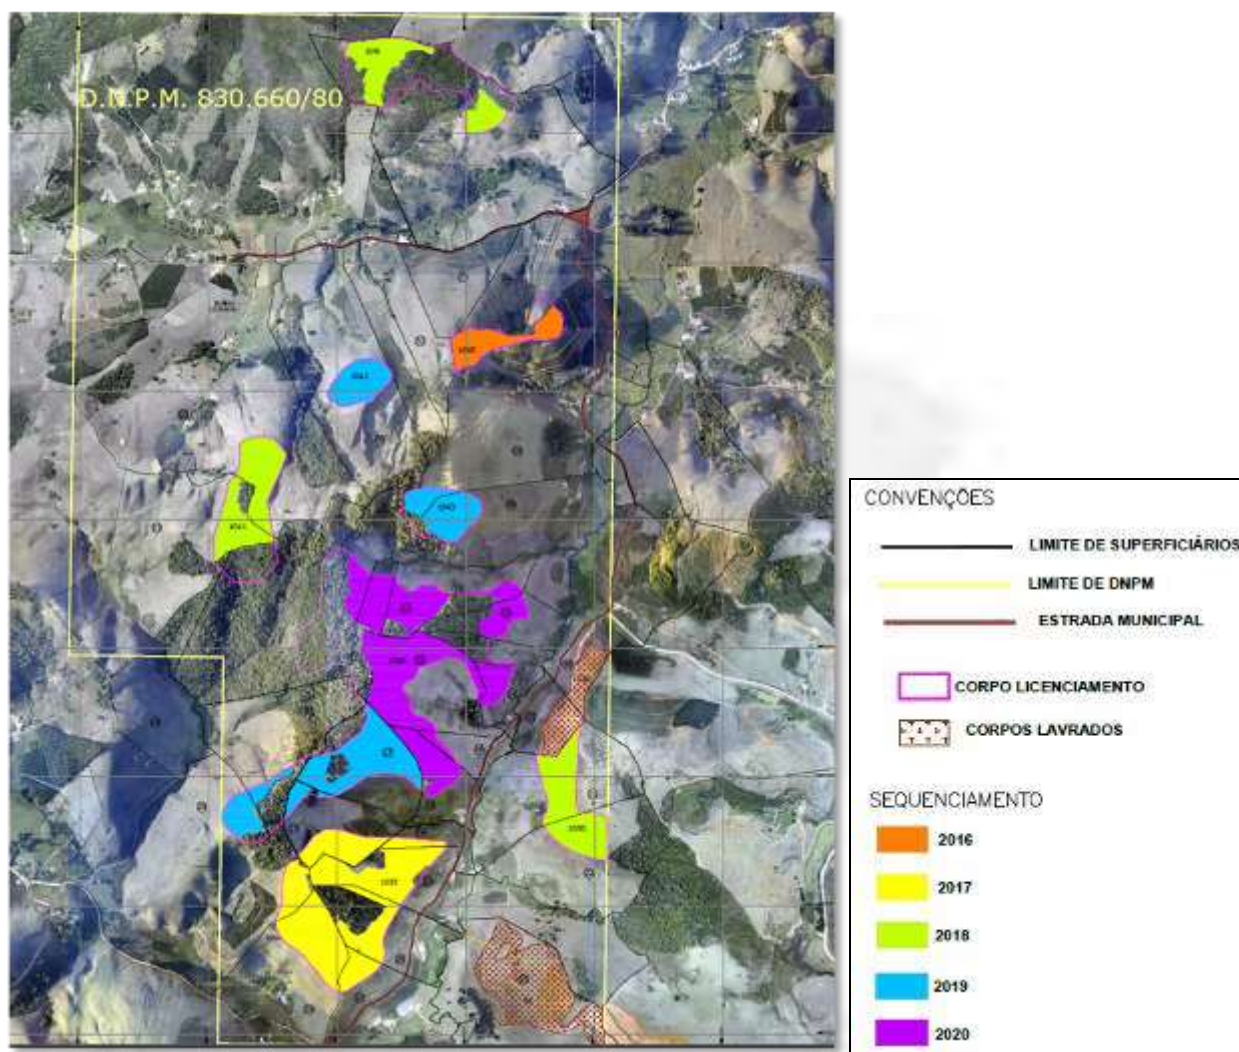 D.N.P.M. 830.660/80
CONVENÇÕES
LIMITE DE SUPERFICIÁRIOS
LIMITE DE DNPM
ESTRADA MUNICIPAL
CORPO LICENCIAMENTO
CORPOS LAVRADOS
SEQUENCIAMENTO
2016
2017
2018
2019
2020